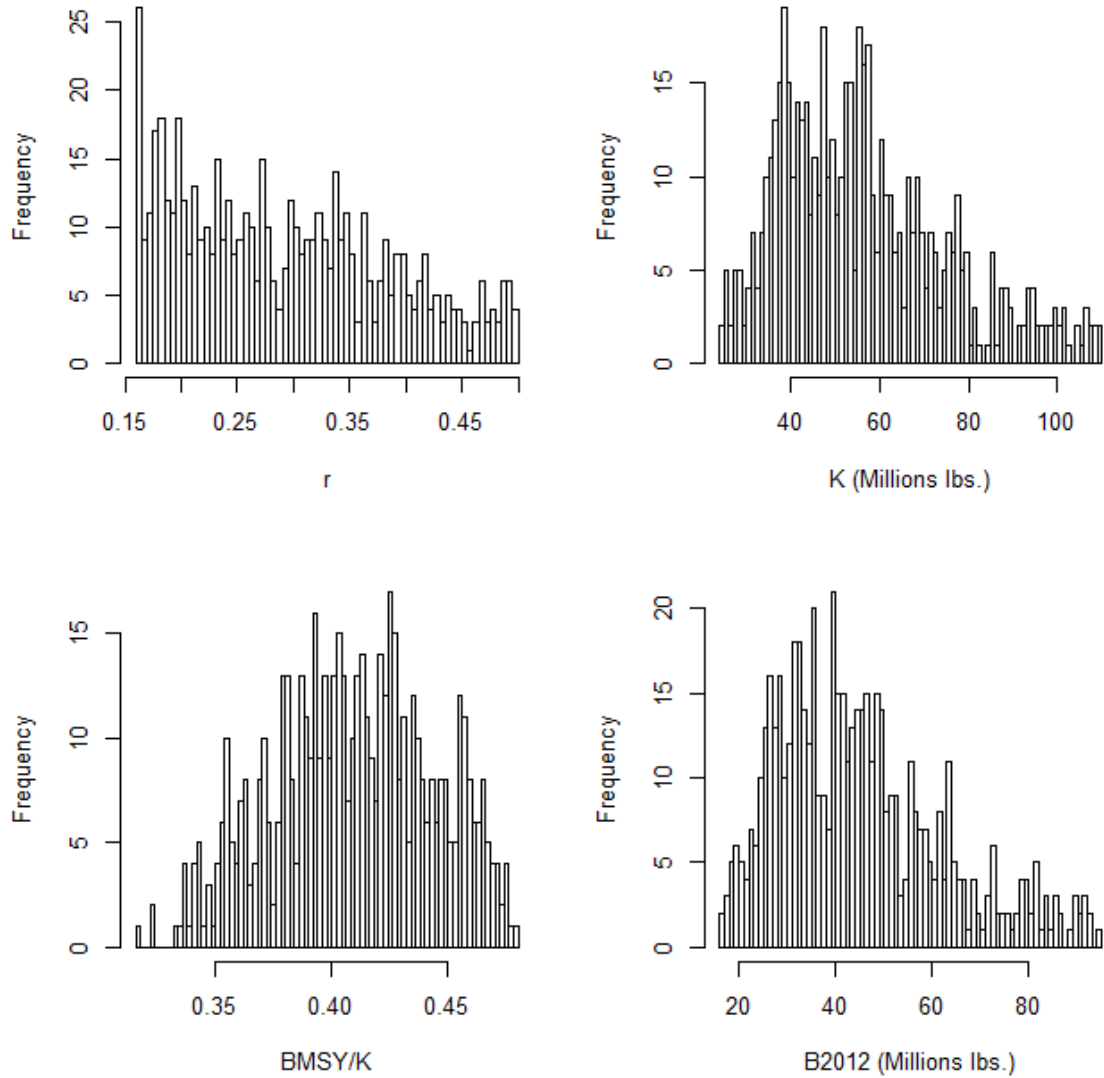 Frequency
0 5 10 15 20 25
0.15 0.25 0.35 0.45
r
Frequency
0 5 10 15
40 60 80 100
K (Millions lbs.)
Frequency
0 5 10 15
0.35 0.40 0.45
BMSY/K
Frequency
0 5 10 15 20
20 40 60 80
B2012 (Millions lbs.)